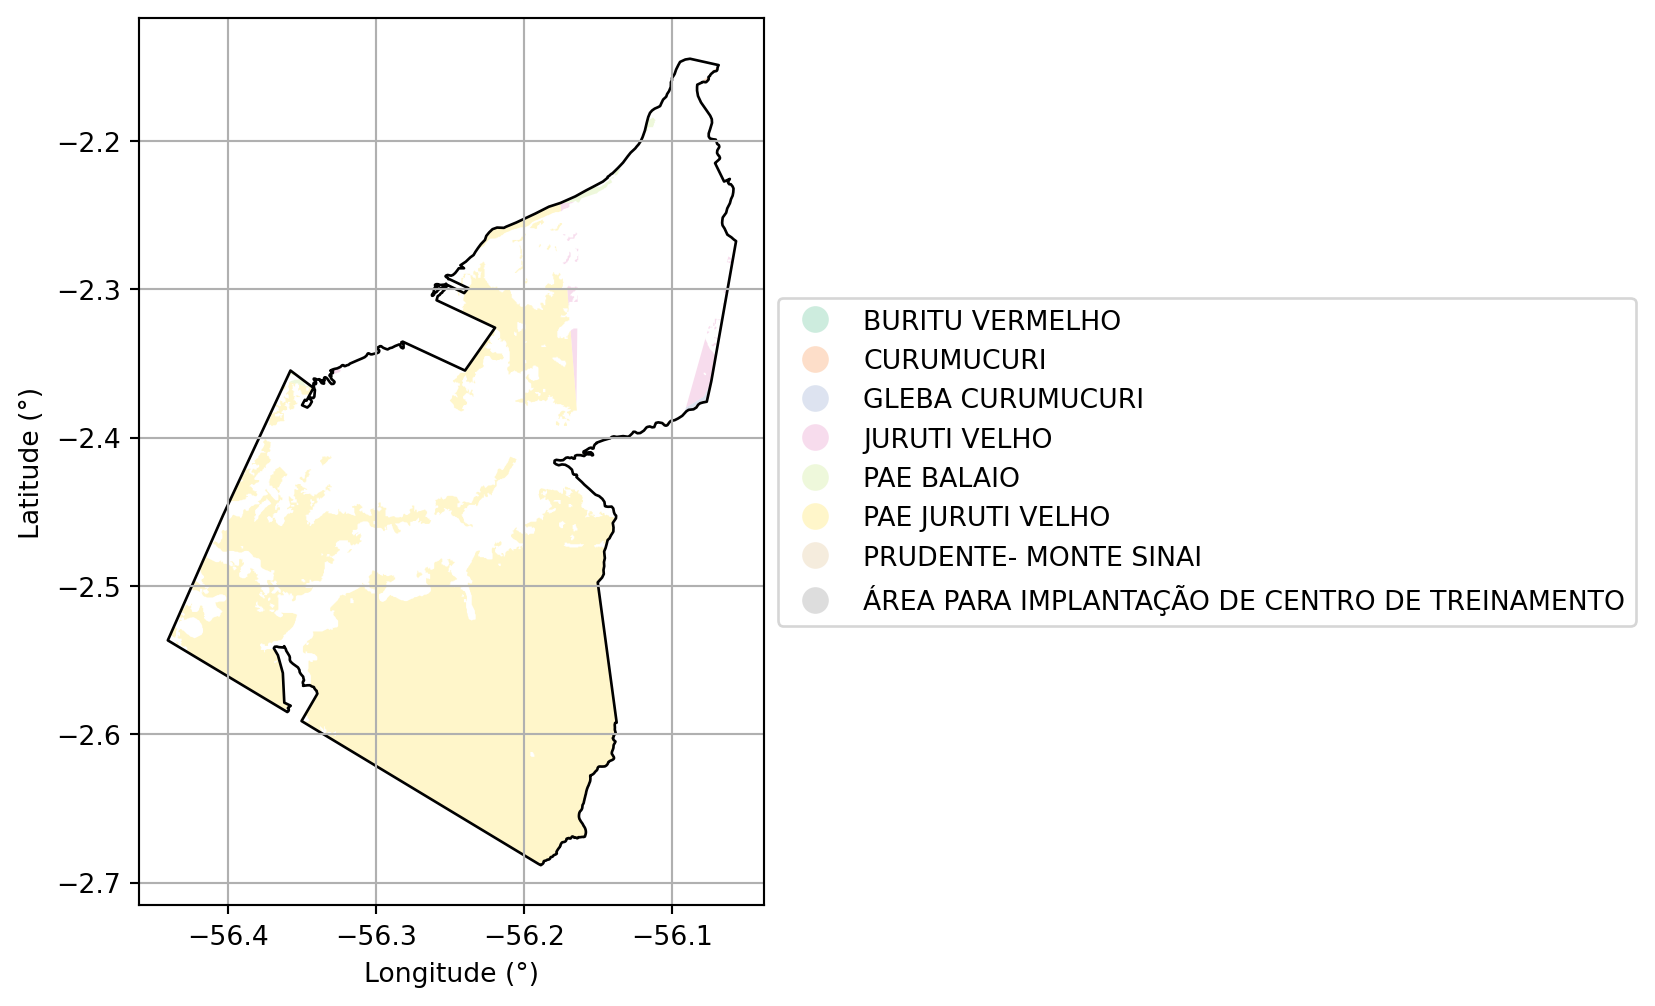 −2.2
−2.3
−2.4
−2.5
−2.6
−2.7
Latitude (°)
−56.4
−56.3
−56.2
−56.1
Longitude (°)
BURITU VERMELHO
CURUMUCURI
GLEBA CURUMUCURI
JURUTI VELHO
PAE BALAIO
PAE JURUTI VELHO
PRUDENTE- MONTE SINAI
ÁREA PARA IMPLANTAÇÃO DE CENTRO DE TREINAMENTO